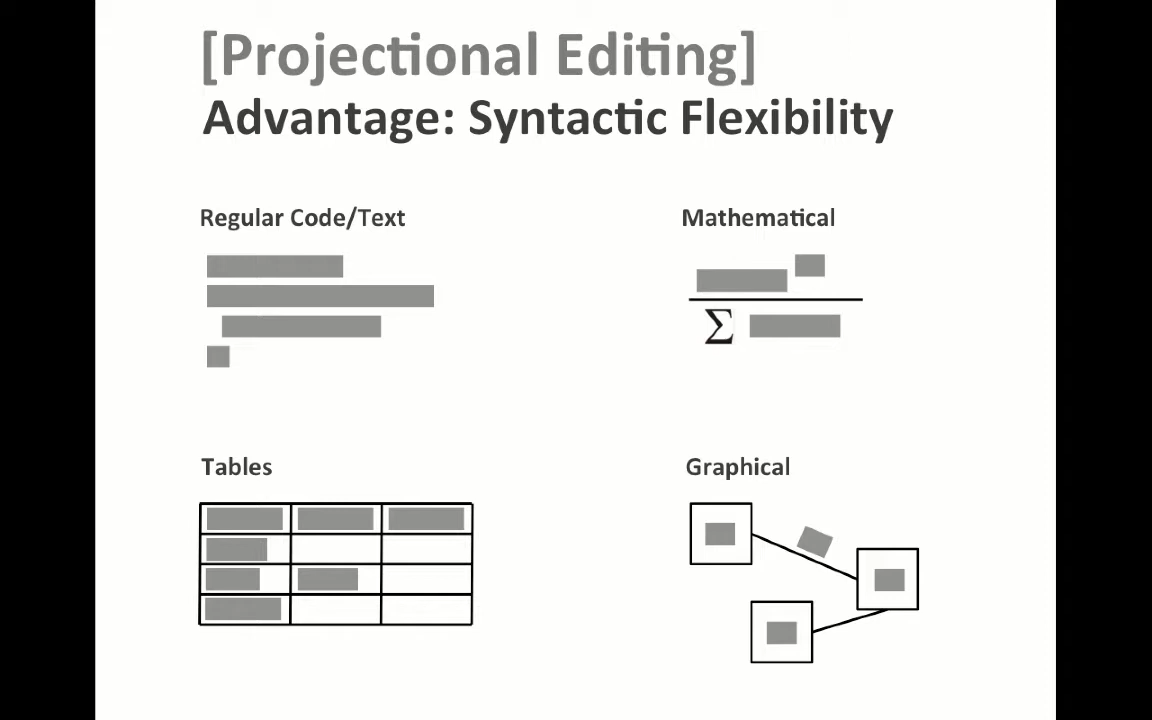 [Projectional Editing]
Advantage: Syntactic Flexibility
Regular Code/Text
Mathematical
∑
Tables
Graphical